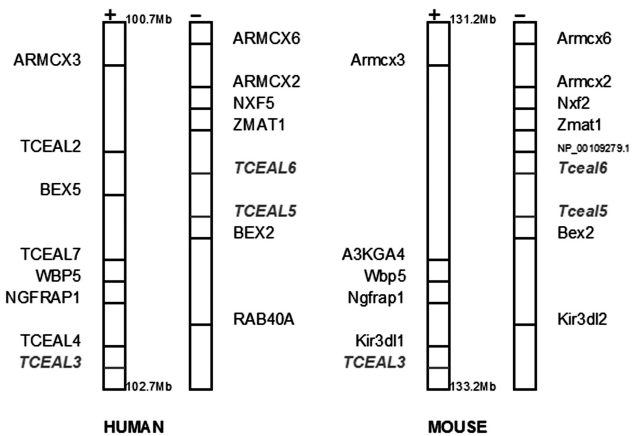 + 100.7Mb − + 131.2Mb −
ARMCX6 Armcx6
ARMCX3 Armcx3
ARMCX2 Armcx2
NXF5 Nxf2
ZMAT1 Zmat1
TCEAL2 NP_00109279.1
TCEAL6 Tceal6
BEX5
TCEAL5 Tceal5
BEX2 Bex2
TCEAL7 A3KGA4
WBP5 Wbp5
NGFRAP1 Ngfrap1
RAB40A Kir3dl2
TCEAL4 Kir3dl1
TCEAL3 TCEAL3
102.7Mb 133.2Mb
HUMAN MOUSE